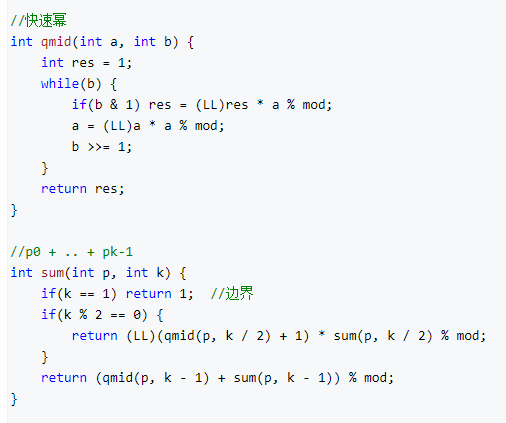 //快速幂
int qmid(int a, int b) {
    int res = 1;
    while(b) {
        if(b & 1) res = (LL)res * a % mod;
        a = (LL)a * a % mod;
        b >>= 1;
    }
    return res;
}

//p0 + .. + pk-1
int sum(int p, int k) {
    if(k == 1) return 1;  //边界
    if(k % 2 == 0) {
        return (LL)(qmid(p, k / 2) + 1) * sum(p, k / 2) % mod;
    }
    return (qmid(p, k - 1) + sum(p, k - 1)) % mod;
}